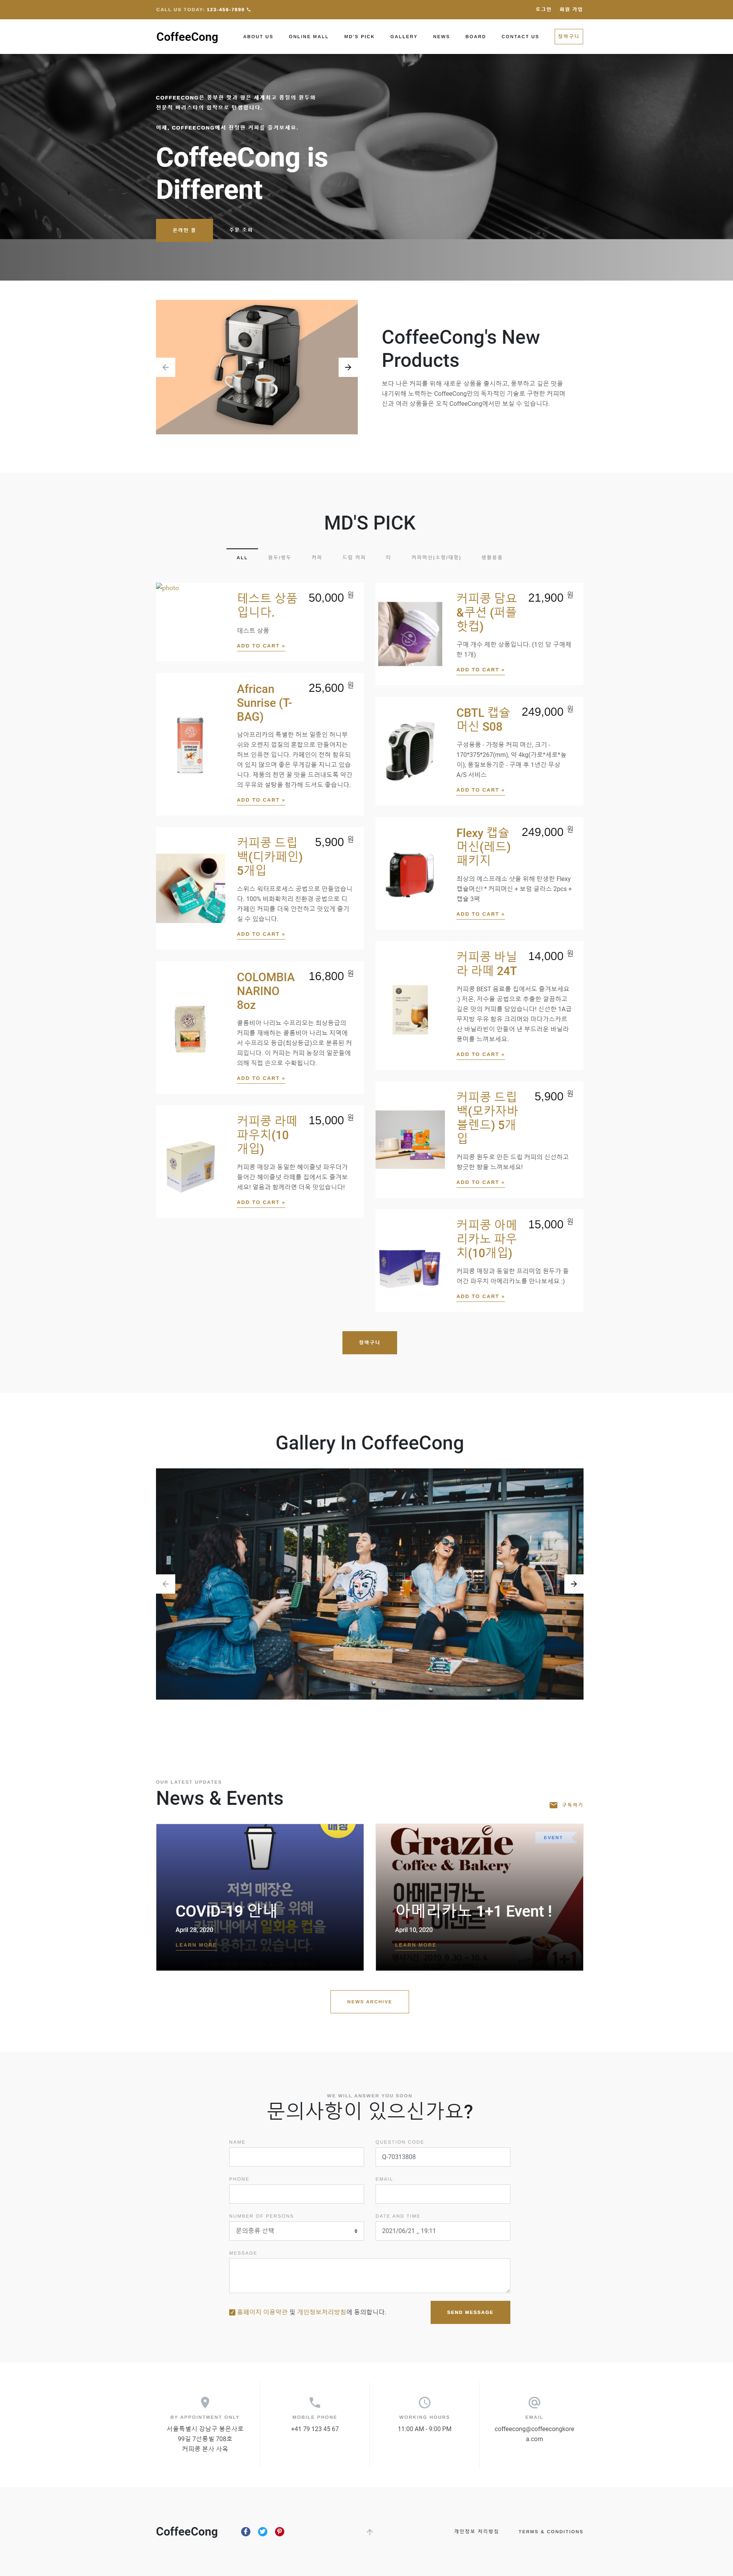 CALL US TODAY: 123-456-7890
로그인
회원 가입
CoffeeCong
ABOUT US
ONLINE MALL
MD'S PICK
GALLERY
NEWS
BOARD
CONTACT US
장바구니
COFFEECONG은 풍부한 맛과 향은 세계최고 품질의 원두와
전문적 바리스타의 합작으로 탄생합니다.
이제, COFFEECONG에서 진정한 커피를 즐겨보세요.
CoffeeCong is
Different
온라인 몰
주문 조회
CoffeeCong's New
Products
보다 나은 커피를 위해 새로운 상품을 출시하고, 풍부하고 깊은 맛을
내기위해 노력하는 CoffeeCong만의 독자적인 기술로 구현한 커피머
신과 여러 상품들은 오직 CoffeeCong에서만 보실 수 있습니다.
MD'S PICK
ALL
원두/생두
커피
드립 커피
티
커피머신(소형/대형)
생활용품
photo
테스트 상품
입니다.
50,000 원
테스트 상품
ADD TO CART »
African
Sunrise (T-
BAG)
25,600 원
남아프리카의 특별한 허브 일종인 허니부
쉬와 오렌지 껍질의 혼합으로 만들어지는
허브 인퓨젼 입니다. 카페인이 전혀 함유되
어 있지 않으며 좋은 무게감을 지니고 있습
니다. 제품의 천연 꿀 맛을 드러내도록 약간
의 우유와 설탕을 첨가해 드셔도 좋습니다.
ADD TO CART »
커피콩 드립
백(디카페인)
5개입
5,900 원
스위스 워터프로세스 공법으로 만들었습니
다. 100% 비화확처리 친환경 공법으로 디
카페인 커피를 더욱 안전하고 맛있게 즐기
실 수 있습니다.
ADD TO CART »
COLOMBIA
NARINO
8oz
16,800 원
콜롬비아 나리뇨 수프리모는 최상등급의
커피를 재배하는 콜롬비아 나리뇨 지역에
서 수프리모 등급(최상등급)으로 분류된 커
피입니다. 이 커피는 커피 농장의 일꾼들에
의해 직접 손으로 수확됩니다.
ADD TO CART »
커피콩 라떼
파우치(10
개입)
15,000 원
커피콩 매장과 동일한 헤이즐넛 파우더가
들어간 헤이즐넛 라떼를 집에서도 즐겨보
세요! 얼음과 함께라면 더욱 맛있습니다!
ADD TO CART »
커피콩 담요
&쿠션 (퍼플
핫컵)
21,900 원
구매 개수 제한 상품입니다. (1인 당 구매제
한 1개)
ADD TO CART »
CBTL 캡슐
머신 S08
249,000 원
구성용품 - 가정용 커피 머신, 크기 -
170*375*267(mm), 약 4kg(가로*세로*높
이), 품질보증기준 - 구매 후 1년간 무상
A/S 서비스
ADD TO CART »
Flexy 캡슐
머신(레드)
패키지
249,000 원
최상의 에스프레소 샷을 위해 탄생한 Flexy
캡슐머신! * 커피머신 + 보덤 글라스 2pcs +
캡슐 3팩
ADD TO CART »
커피콩 바닐
라 라떼 24T
14,000 원
커피콩 BEST 음료를 집에서도 즐겨보세요
:) 저온, 저수율 공법으로 추출한 깔끔하고
깊은 맛의 커피를 담았습니다! 신선한 1A급
무지방 우유 함유 크리머와 마다가스카르
산 바닐라빈이 만들어 낸 부드러운 바닐라
풍미를 느껴보세요.
ADD TO CART »
커피콩 드립
백(모카자바
블렌드) 5개
입
5,900 원
커피콩 원두로 만든 드립 커피의 신선하고
향긋한 향을 느껴보세요!
ADD TO CART »
커피콩 아메
리카노 파우
치(10개입)
15,000 원
커피콩 매장과 동일한 프리미엄 원두가 들
어간 파우치 아메리카노를 만나보세요 :)
ADD TO CART »
장바구니
Gallery In CoffeeCong
OUR LATEST UPDATES
News & Events
구독하기
매장
저희 매장은
위해
카페내에서 일회용 컵을
사용하고 있습니다.
COVID-19 안내
April 28, 2020
LEARN MORE
Grazie
Coffee & Bakery
EVENT
아메리카노
1+1 이벤트
아메리카노 1+1 Event !
April 10, 2020
LEARN MORE
1+1
NEWS ARCHIVE
WE WILL ANSWER YOU SOON
문의사항이 있으신가요?
NAME
QUESTION CODE
Q-70313808
PHONE
EMAIL
NUMBER OF PERSONS
문의종류 선택
DATE AND TIME
2021/06/21 _ 19:11
MESSAGE
홈페이지 이용약관 및 개인정보처리방침에 동의합니다.
SEND MESSAGE
BY APPOINTMENT ONLY
서울특별시 강남구 봉은사로
99길 7선릉빌 708호
커피콩 본사 사옥
MOBILE PHONE
+41 79 123 45 67
WORKING HOURS
11:00 AM - 9:00 PM
EMAIL
coffeecong@coffeecongkore
a.com
CoffeeCong
개인정보 처리방침
TERMS & CONDITIONS